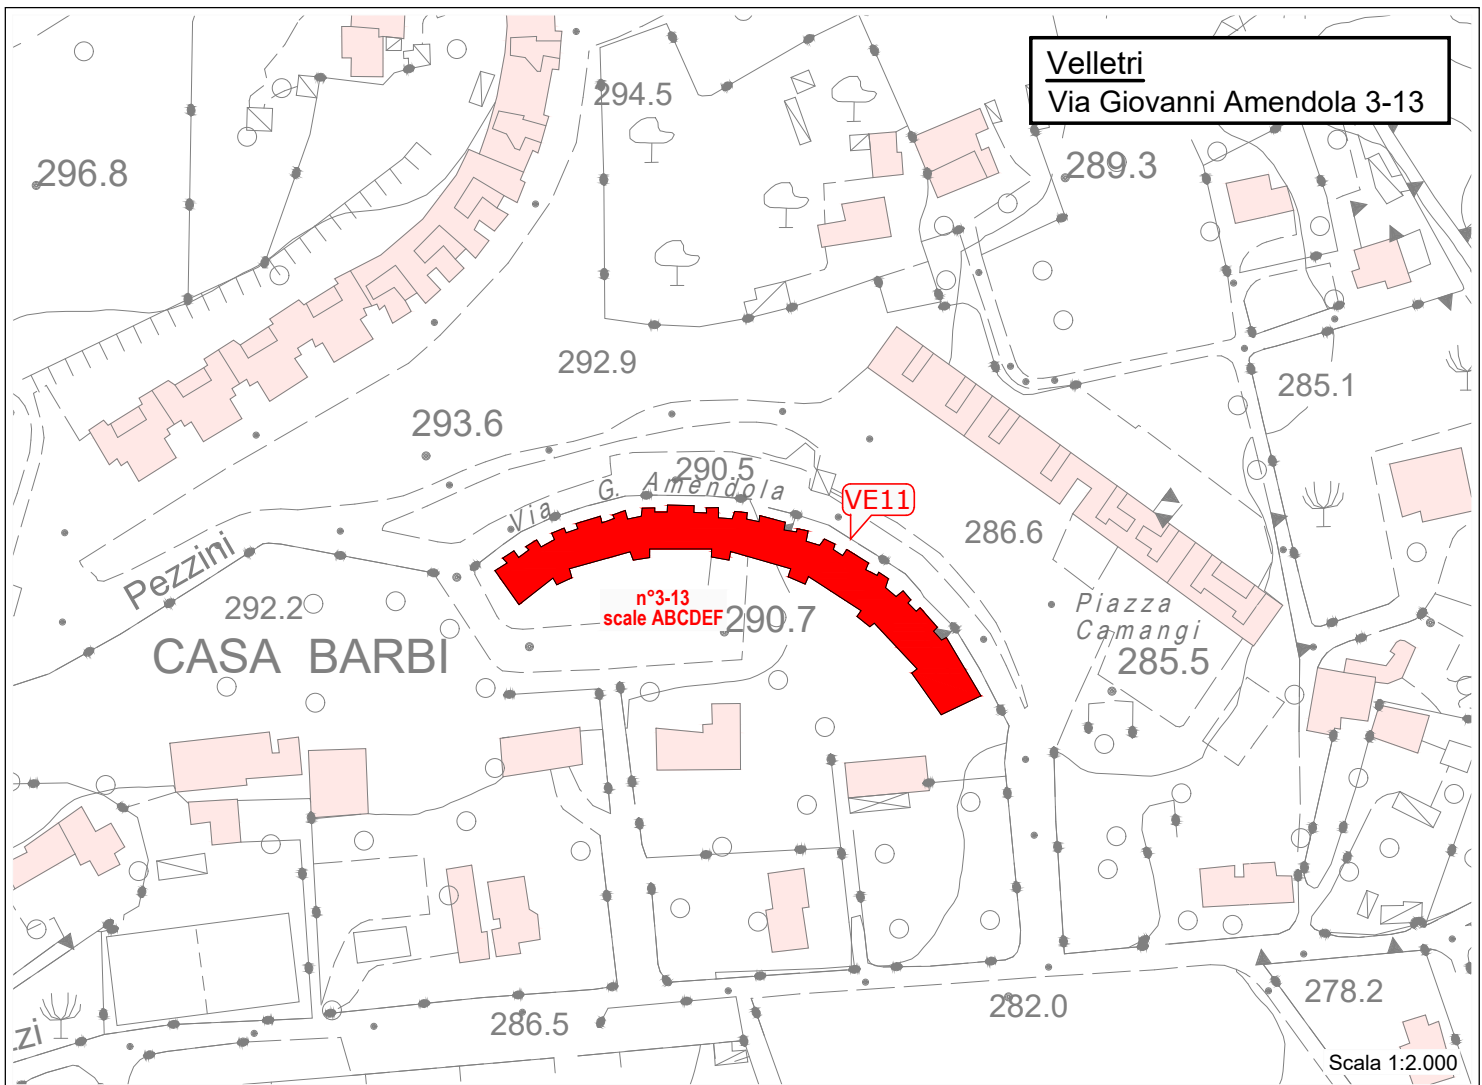 Velletri
Via Giovanni Amendola 3-13
294.5
296.8
289.3
292.9
285.1
293.6
290.5
Via G. Amendola
VE11
286.6
Pezzini
292.2
n°3-13
scale ABCDEF
290.7
Piazza
Camangi
285.5
CASA BARBI
zi
286.5
282.0
278.2
Scala 1:2.000